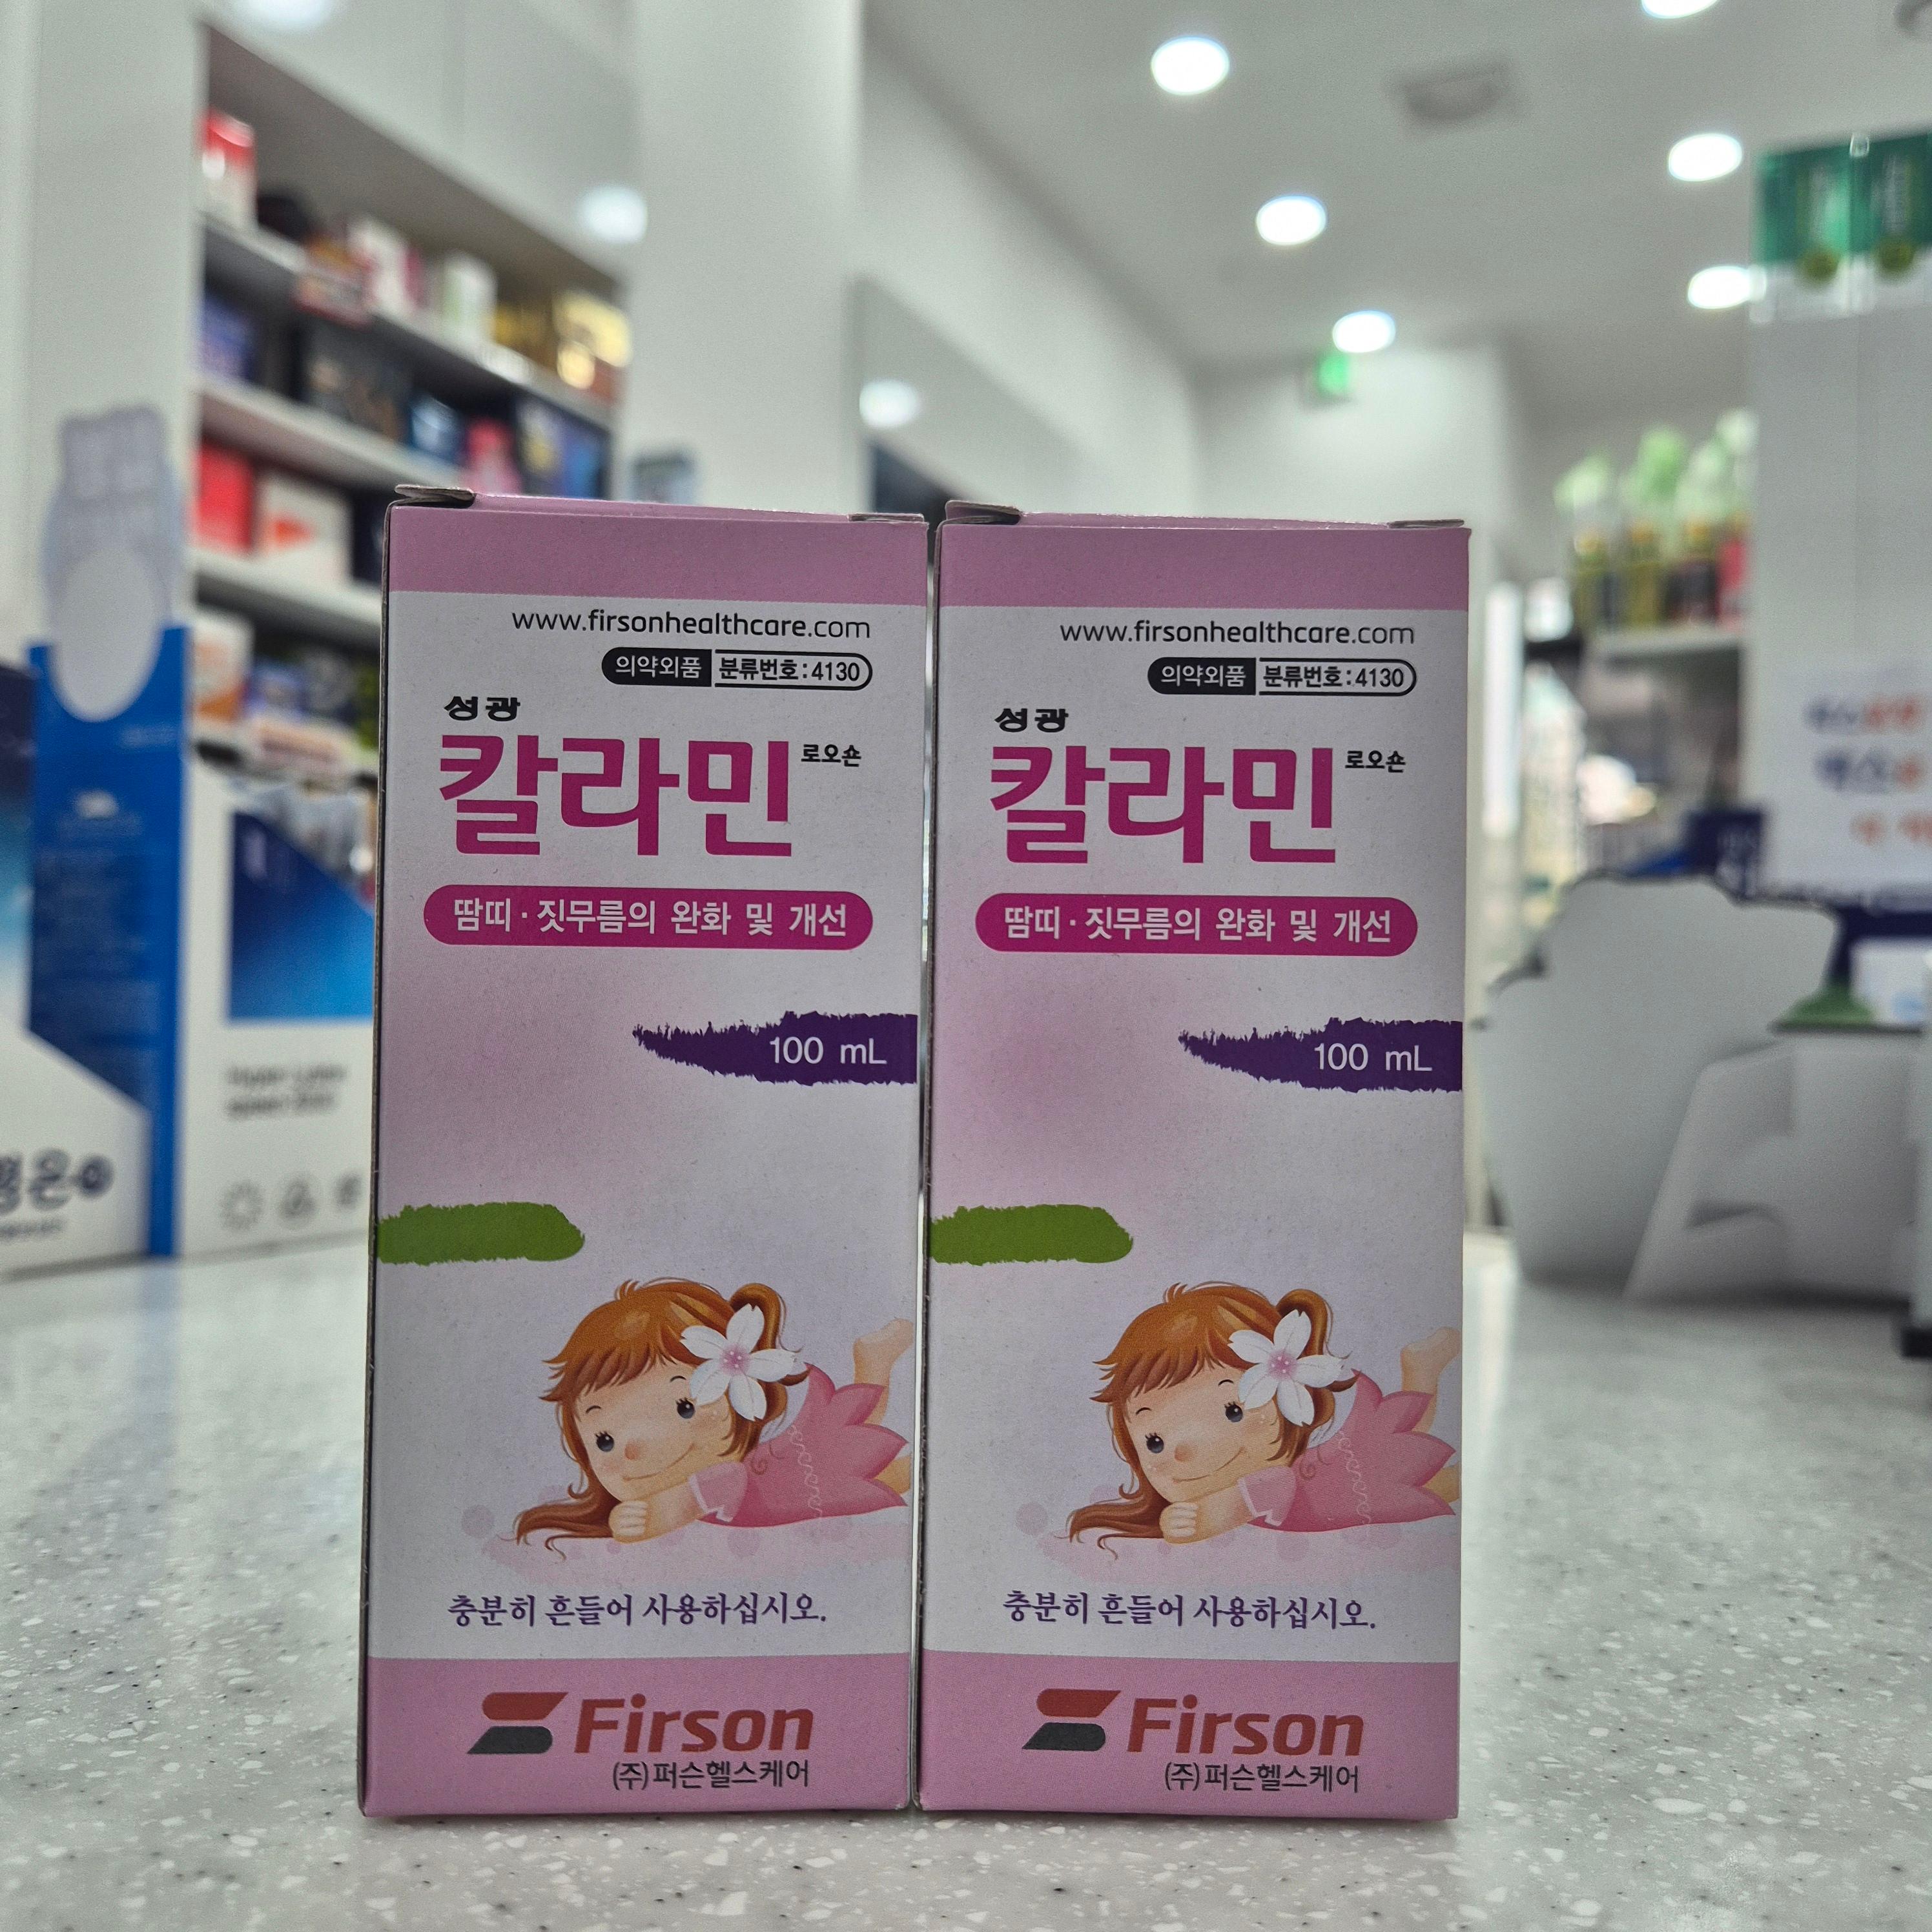 www.firsonhealthcare.com
의약외품 분류번호:4130
성광
칼라민 로오숀
땀띠·짓무름의 완화 및 개선
100 mL
충분히 흔들어 사용하십시오.
Firson
(주)퍼슨헬스케어
www.firsonhealthcare.com
의약외품 분류번호:4130
성광
칼라민 로오숀
땀띠·짓무름의 완화 및 개선
100 mL
충분히 흔들어 사용하십시오.
Firson
(주)퍼슨헬스케어